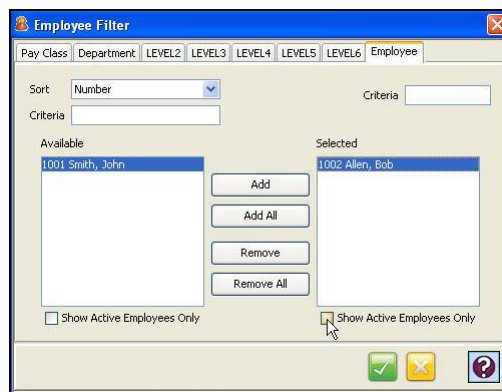 Employee Filter
Pay Class Department LEVEL2 LEVEL3 LEVEL4 LEVEL5 LEVEL6 Employee
Sort Number Criteria
Criteria
Available Selected
1001 Smith, John 1002 Allen, Bob
Add
Add All
Remove
Remove All
Show Active Employees Only Show Active Employees Only
?